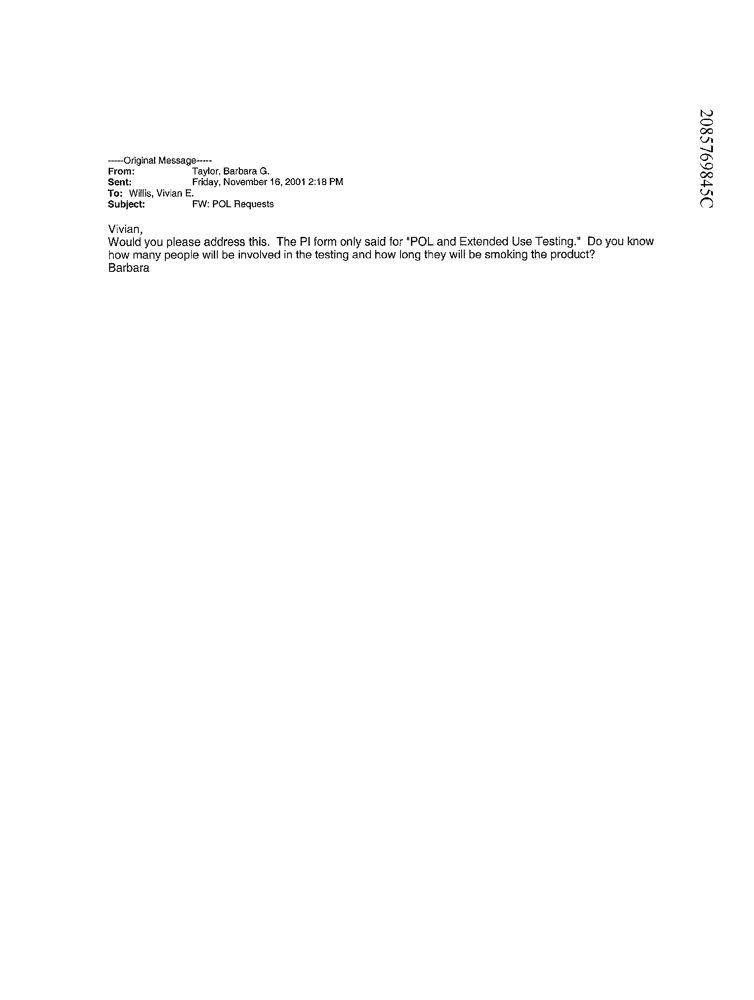 -----Original Message-----
From: Taylor, Barbara G.
Sent: Friday, November 16, 2001 2:18 PM
To: Willis, Vivian E.
Subject: FW: POL Requests
Vivian,
Would you please address this. The PI form only said for "POL and Extended Use Testing." Do you know
how many people will be involved in the testing and how long they will be smoking the product?
Barbara
2085769845C